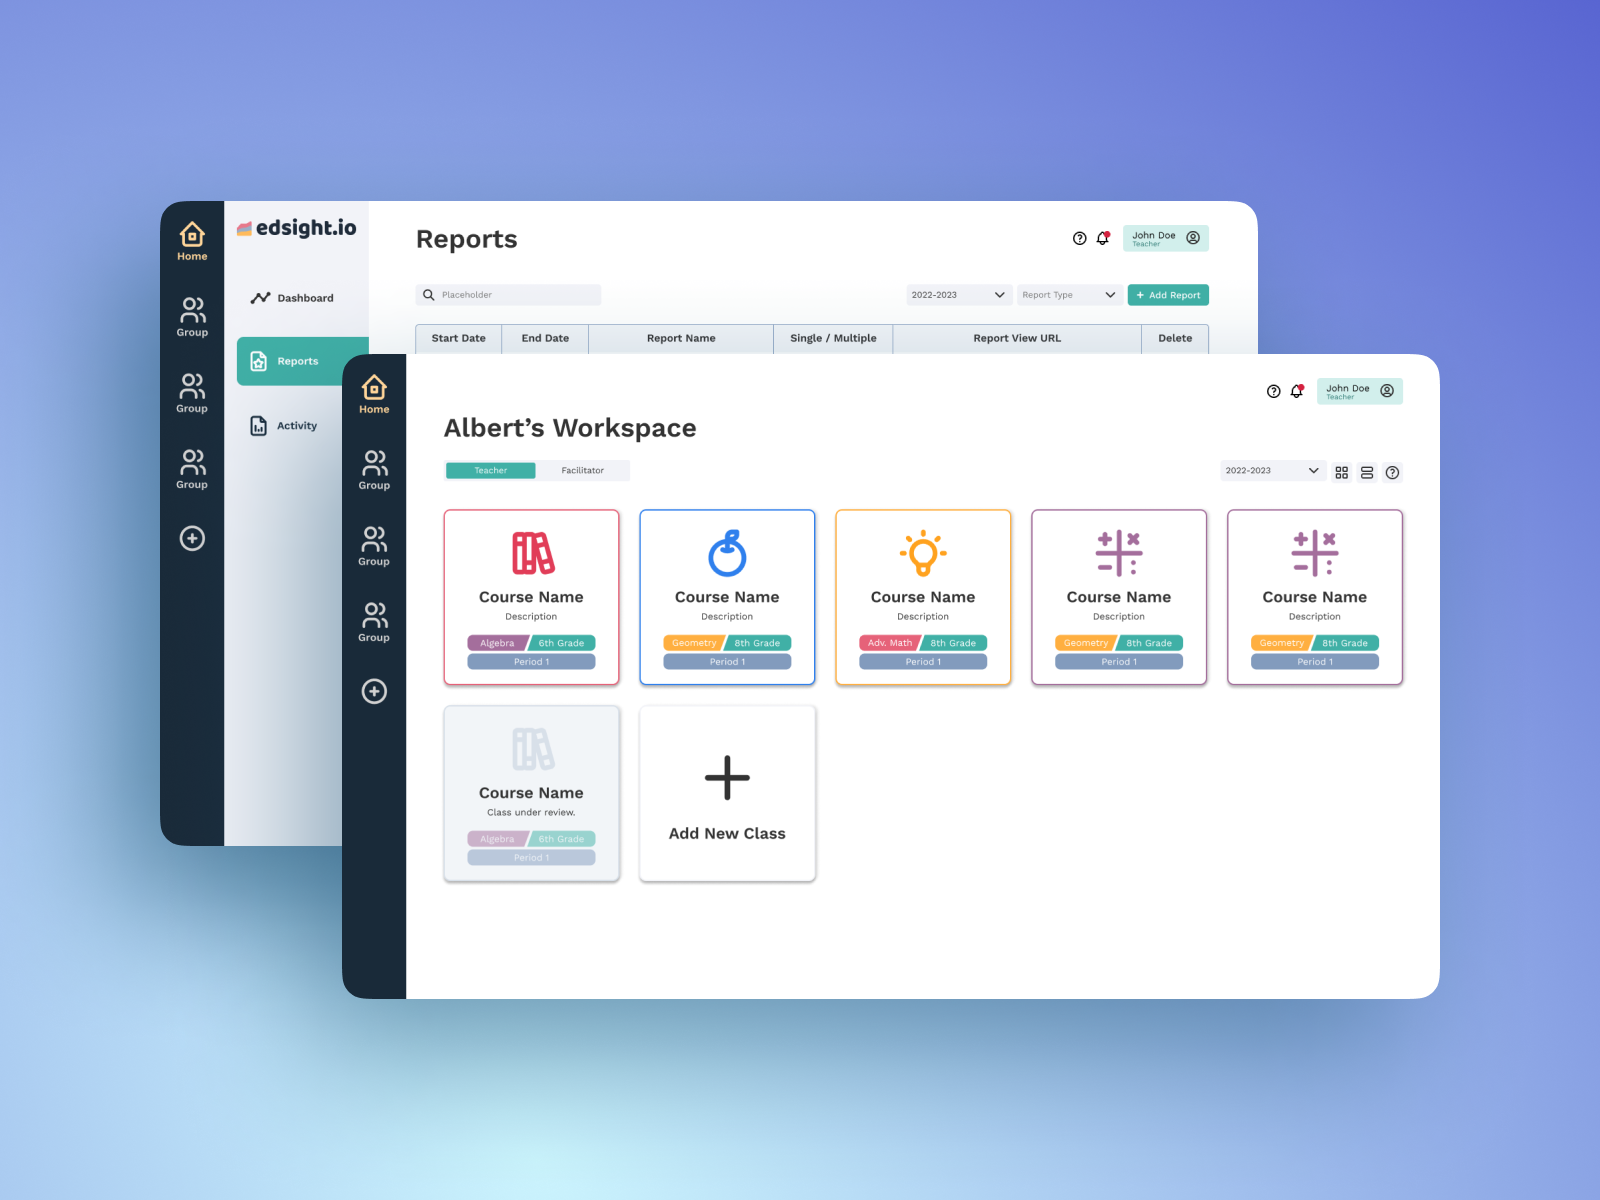 Home
Group
Group
Group
edsight.io
Dashboard
Reports
Activity
Reports
John Doe
Teacher
Placeholder
2022-2023
Report Type
+ Add Report
Start Date
End Date
Report Name
Single / Multiple
Report View URL
Delete
Home
Group
Group
Group
John Doe
Teacher
Albert’s Workspace
Teacher
Facilitator
2022-2023
Course Name
Description
Algebra
6th Grade
Period 1
Course Name
Description
Geometry
8th Grade
Period 1
Course Name
Description
Adv. Math
8th Grade
Period 1
Course Name
Description
Geometry
8th Grade
Period 1
Course Name
Description
Geometry
8th Grade
Period 1
Course Name
Class under review.
Algebra
6th Grade
Period 1
Add New Class